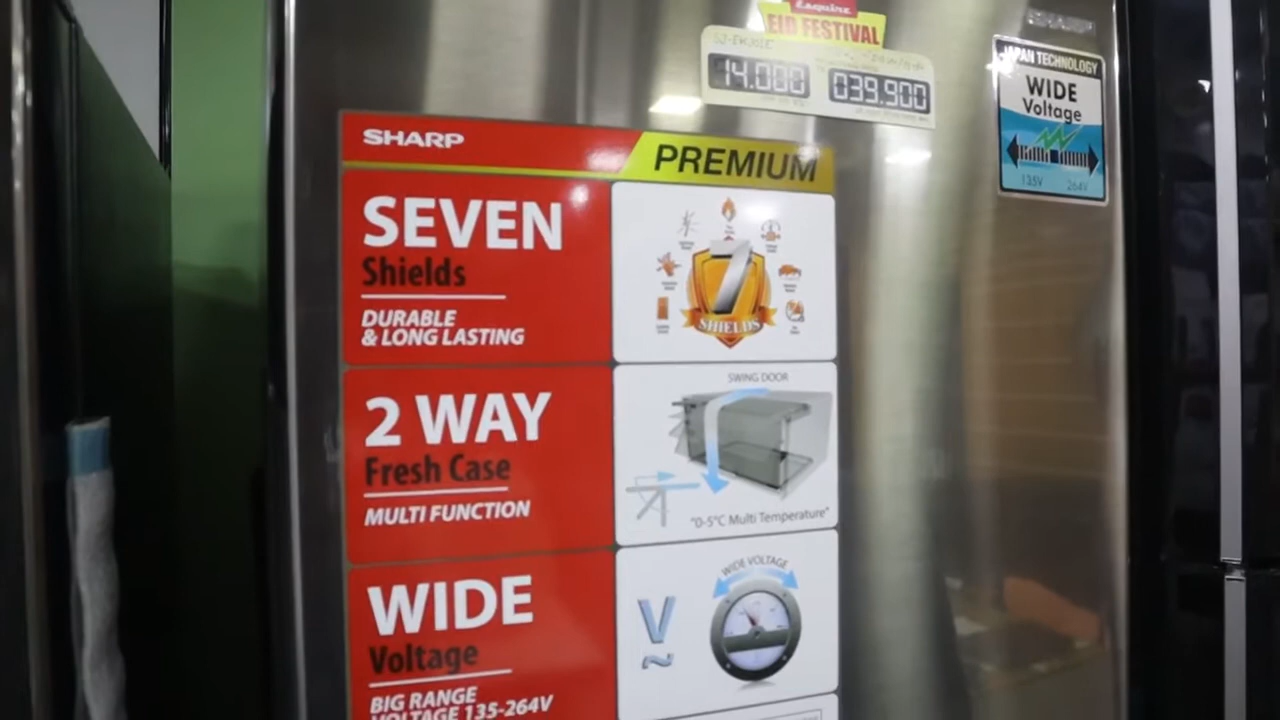 Esquire
EID FESTIVAL
14.000 039.900
SHARP
JAPAN TECHNOLOGY
WIDE
Voltage
135V 264V
SHARP PREMIUM
SEVEN
Shields
DURABLE
& LONG LASTING
7
SHIELDS
2 WAY
Fresh Case
MULTI FUNCTION
SWING DOOR
"0-5°C Multi Temperature"
WIDE
Voltage
BIG RANGE
VOLTAGE 135-264V
WIDE VOLTAGE
V
~